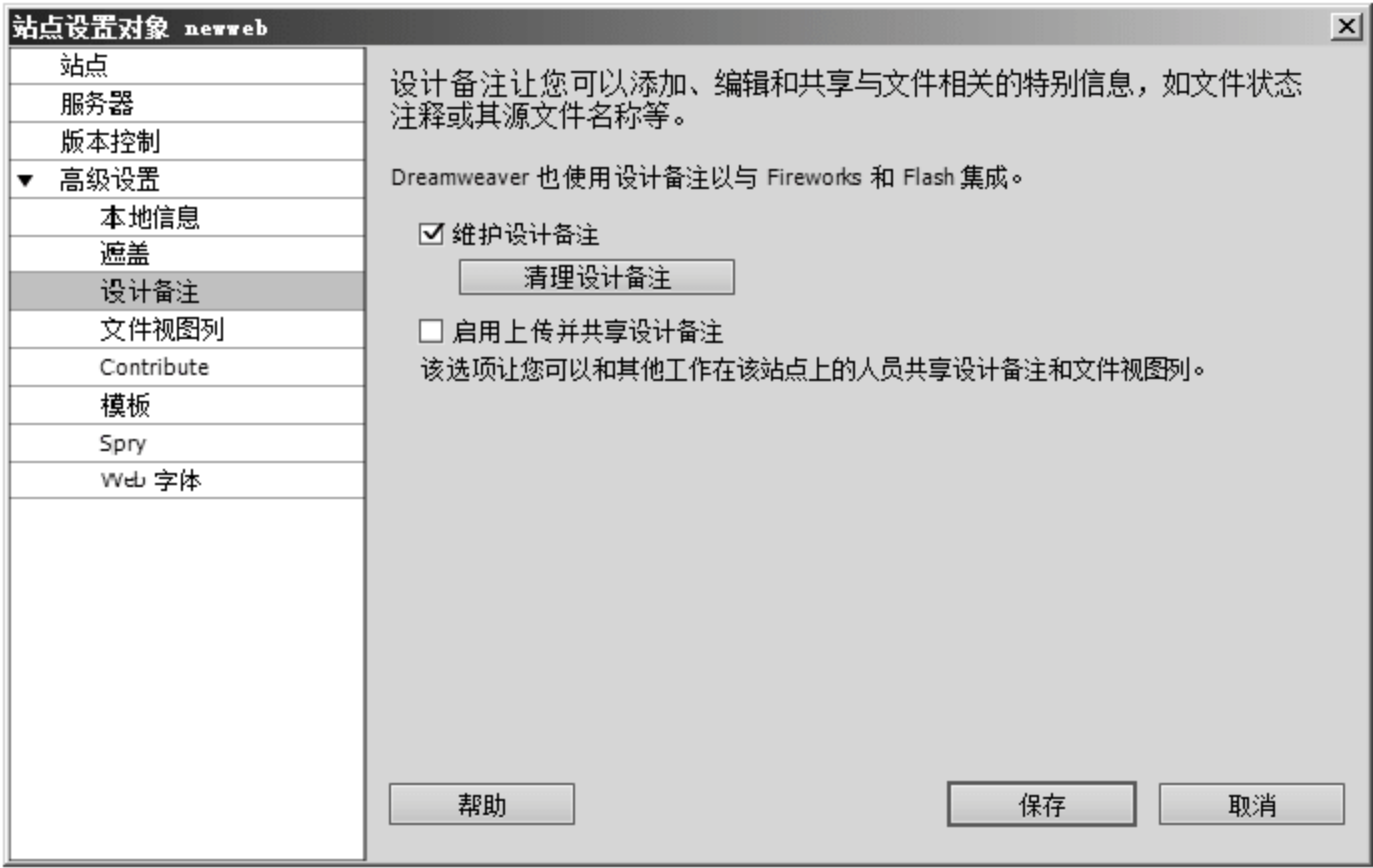 站点设置对象 newweb
站点
服务器
版本控制
高级设置
本地信息
遮盖
设计备注
文件视图列
Contribute
模板
Spry
Web 字体
设计备注让您可以添加、编辑和共享与文件相关的特别信息，如文件状态
注释或其源文件名称等。
Dreamweaver 也使用设计备注以与 Fireworks 和 Flash 集成。
维护设计备注
清理设计备注
启用上传并共享设计备注
该选项让您可以和其他工作在该站点上的人员共享设计备注和文件视图列。
帮助
保存
取消